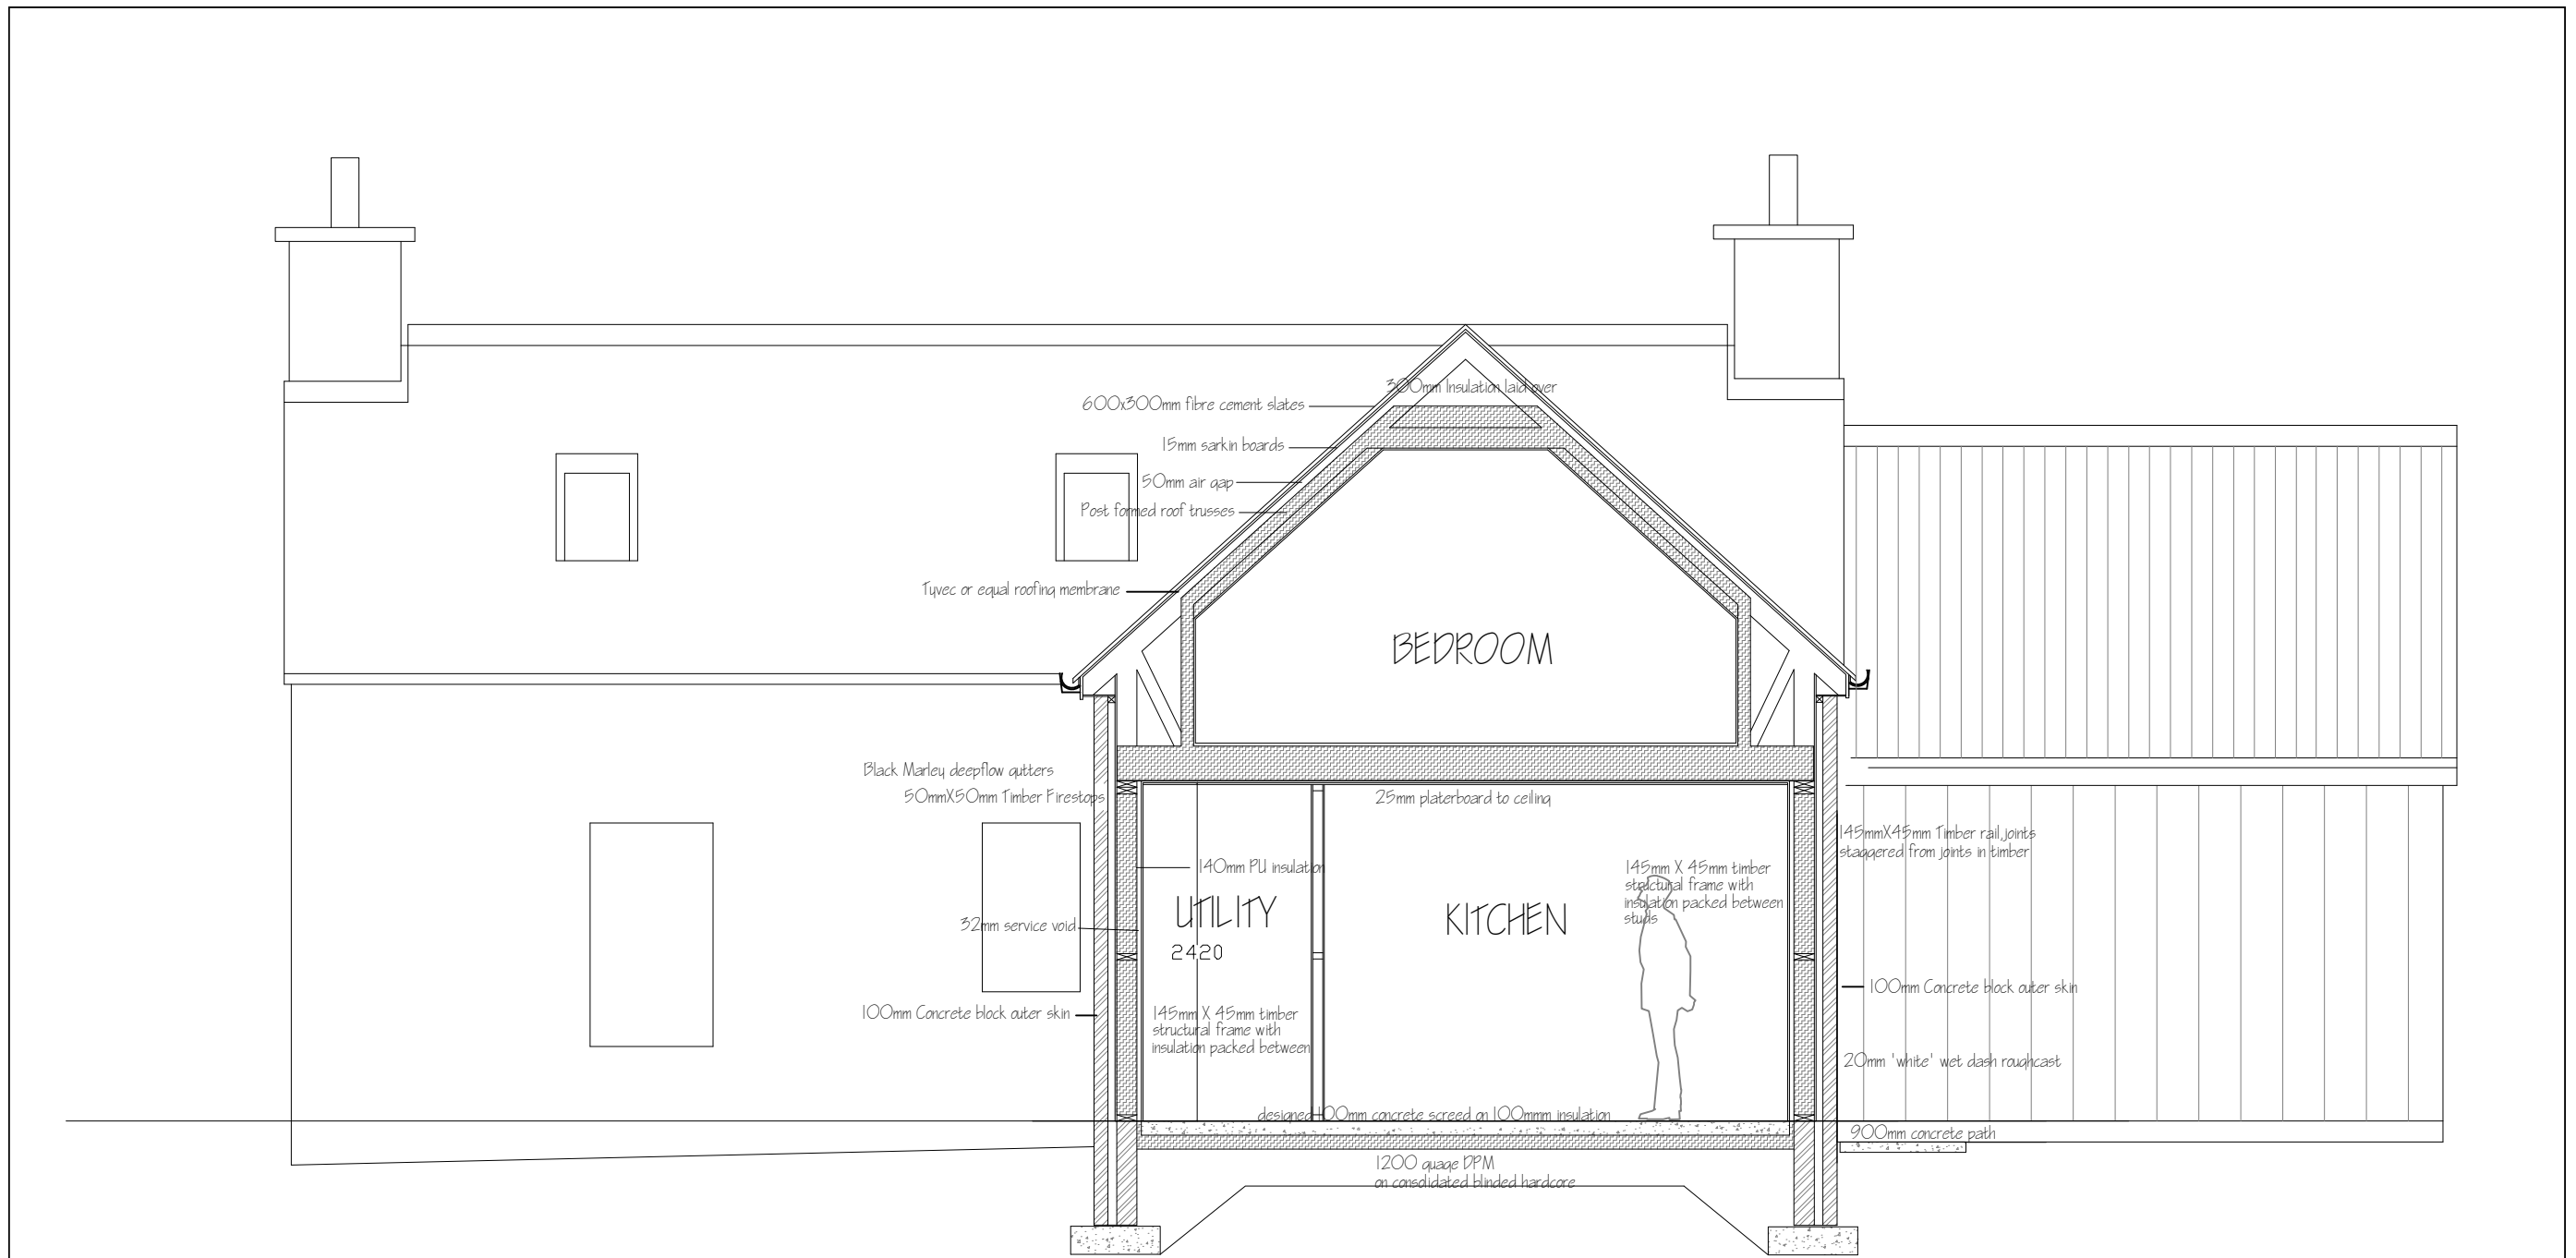 300mm Insulation laid over
600x300mm fibre cement slates
15mm sarkin boards
50mm air gap
Post formed roof trusses
Tyvec or equal roofing membrane
BEDROOM
Black Marley deepflow gutters
50mmX50mm Timber Firestops
25mm platerboard to ceiling
145mmX45mm Timber rail,joints
staggered from joints in timber
140mm PU insulation
145mm X 45mm timber
structural frame with
insulation packed between
studs
UTILITY
2420
KITCHEN
32mm service void
100mm Concrete block outer skin
100mm Concrete block outer skin
145mm X 45mm timber
structural frame with
insulation packed between
20mm 'white' wet dash roughcast
designed 100mm concrete screed on 100mmm insulation
900mm concrete path
1200 guage DPM
on consolidated blinded hardcore